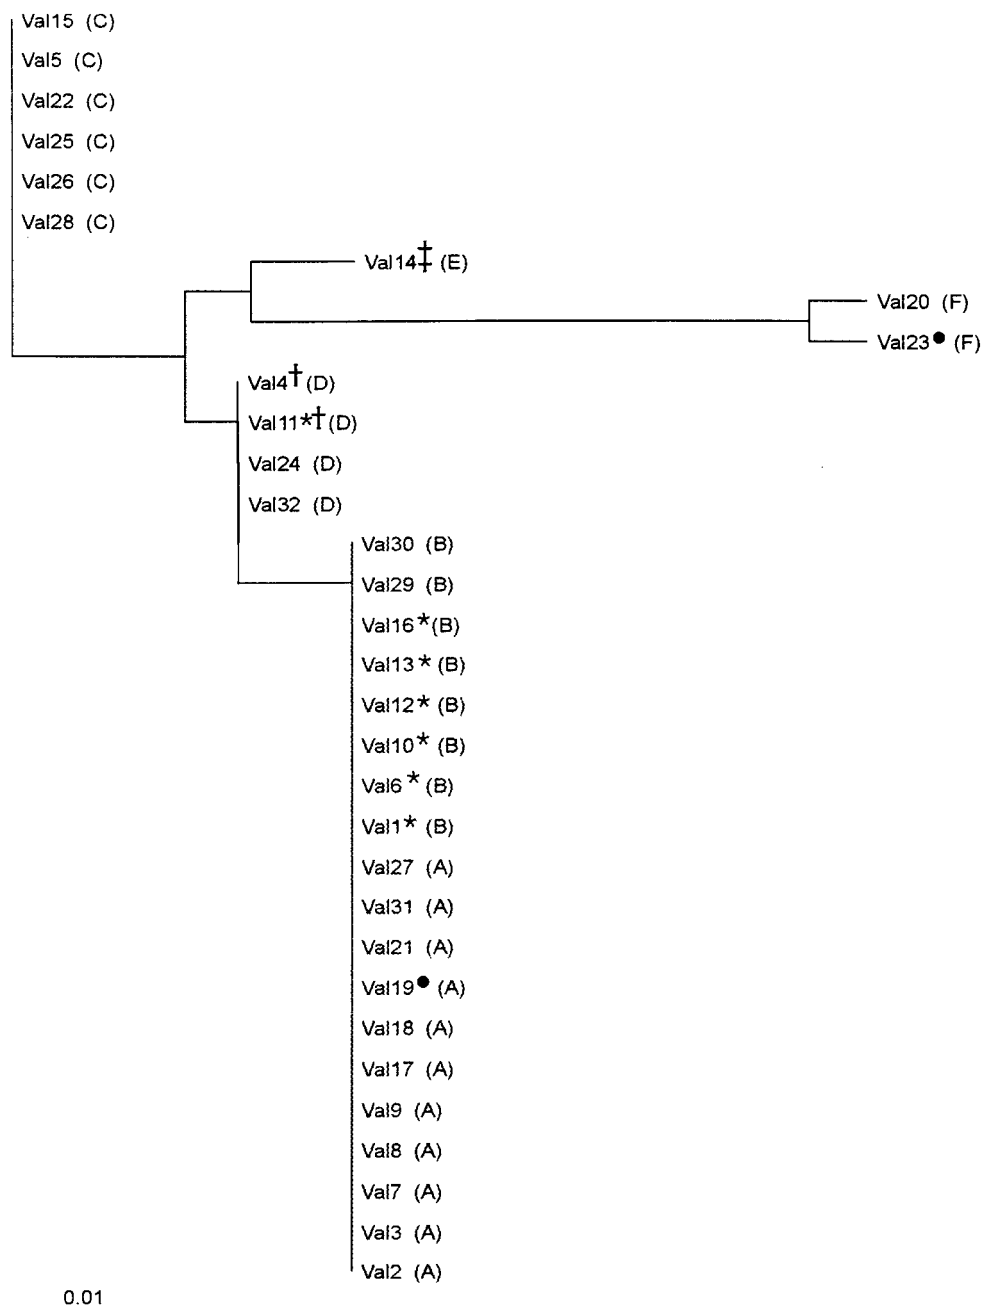 Val15 (C)
Val5 (C)
Val22 (C)
Val25 (C)
Val26 (C)
Val28 (C)
Val14‡ (E)
Val20 (F)
Val23● (F)
Val4† (D)
Val11*† (D)
Val24 (D)
Val32 (D)
Val30 (B)
Val29 (B)
Val16* (B)
Val13* (B)
Val12* (B)
Val10* (B)
Val6* (B)
Val1* (B)
Val27 (A)
Val31 (A)
Val21 (A)
Val19● (A)
Val18 (A)
Val17 (A)
Val9 (A)
Val8 (A)
Val7 (A)
Val3 (A)
Val2 (A)
0.01